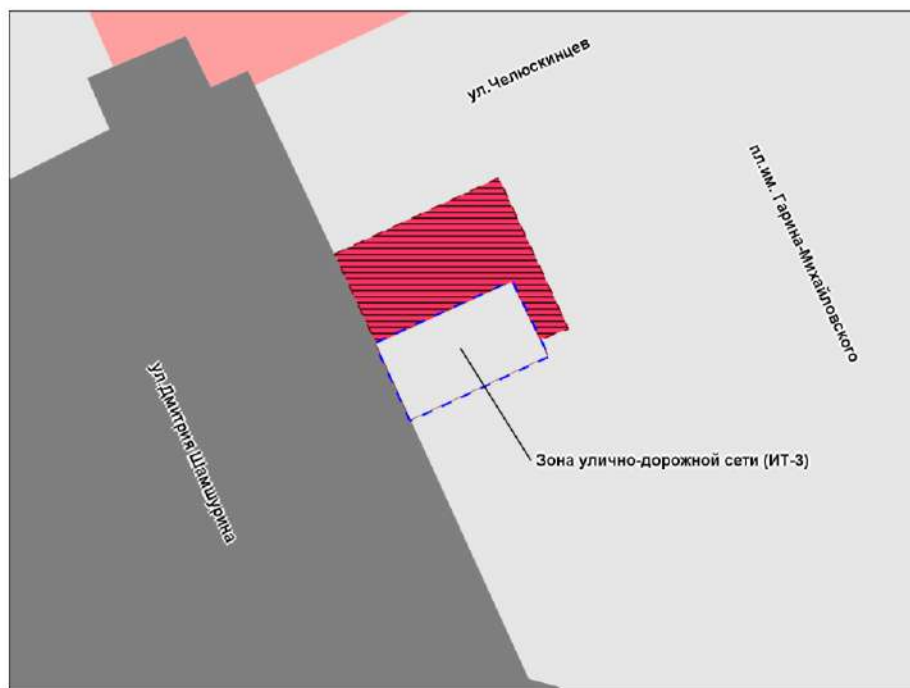 ул.Челюскинцев
пл.им. Гарина-Михайловского
ул.Дмитрия Шамшурина
Зона улично-дорожной сети (ИТ-3)